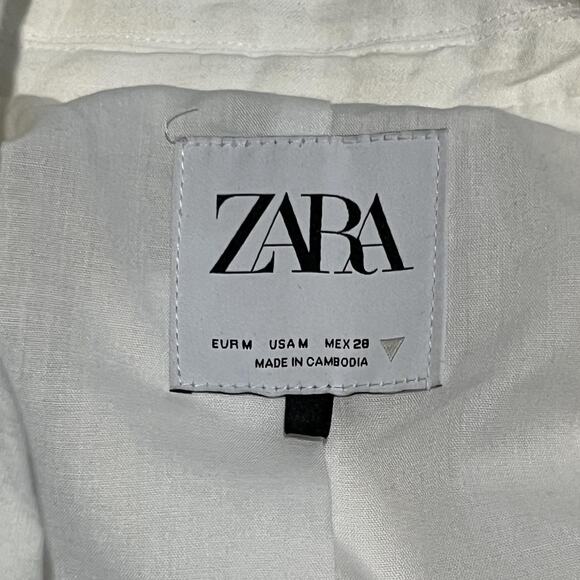 ZARA
EUR M USA M MEX 28
MADE IN CAMBODIA